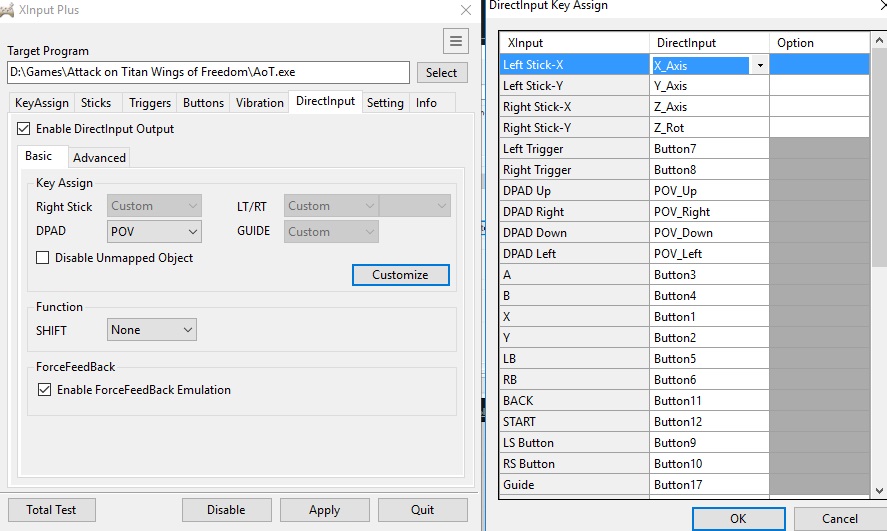 XInput Plus
Target Program
D:\Games\Attack on Titan Wings of Freedom\AoT.exe
Select
KeyAssign Sticks Triggers Buttons Vibration DirectInput Setting Info
Enable DirectInput Output
Basic Advanced
Key Assign
Right Stick Custom LT/RT Custom
DPAD POV GUIDE Custom
Disable Unmapped Object
Customize
Function
SHIFT None
ForceFeedBack
Enable ForceFeedBack Emulation
Total Test Disable Apply Quit
DirectInput Key Assign
XInput DirectInput Option
Left Stick-X X_Axis
Left Stick-Y Y_Axis
Right Stick-X Z_Axis
Right Stick-Y Z_Rot
Left Trigger Button7
Right Trigger Button8
DPAD Up POV_Up
DPAD Right POV_Right
DPAD Down POV_Down
DPAD Left POV_Left
A Button3
B Button4
X Button1
Y Button2
LB Button5
RB Button6
BACK Button11
START Button12
LS Button Button9
RS Button Button10
Guide Button17
OK Cancel